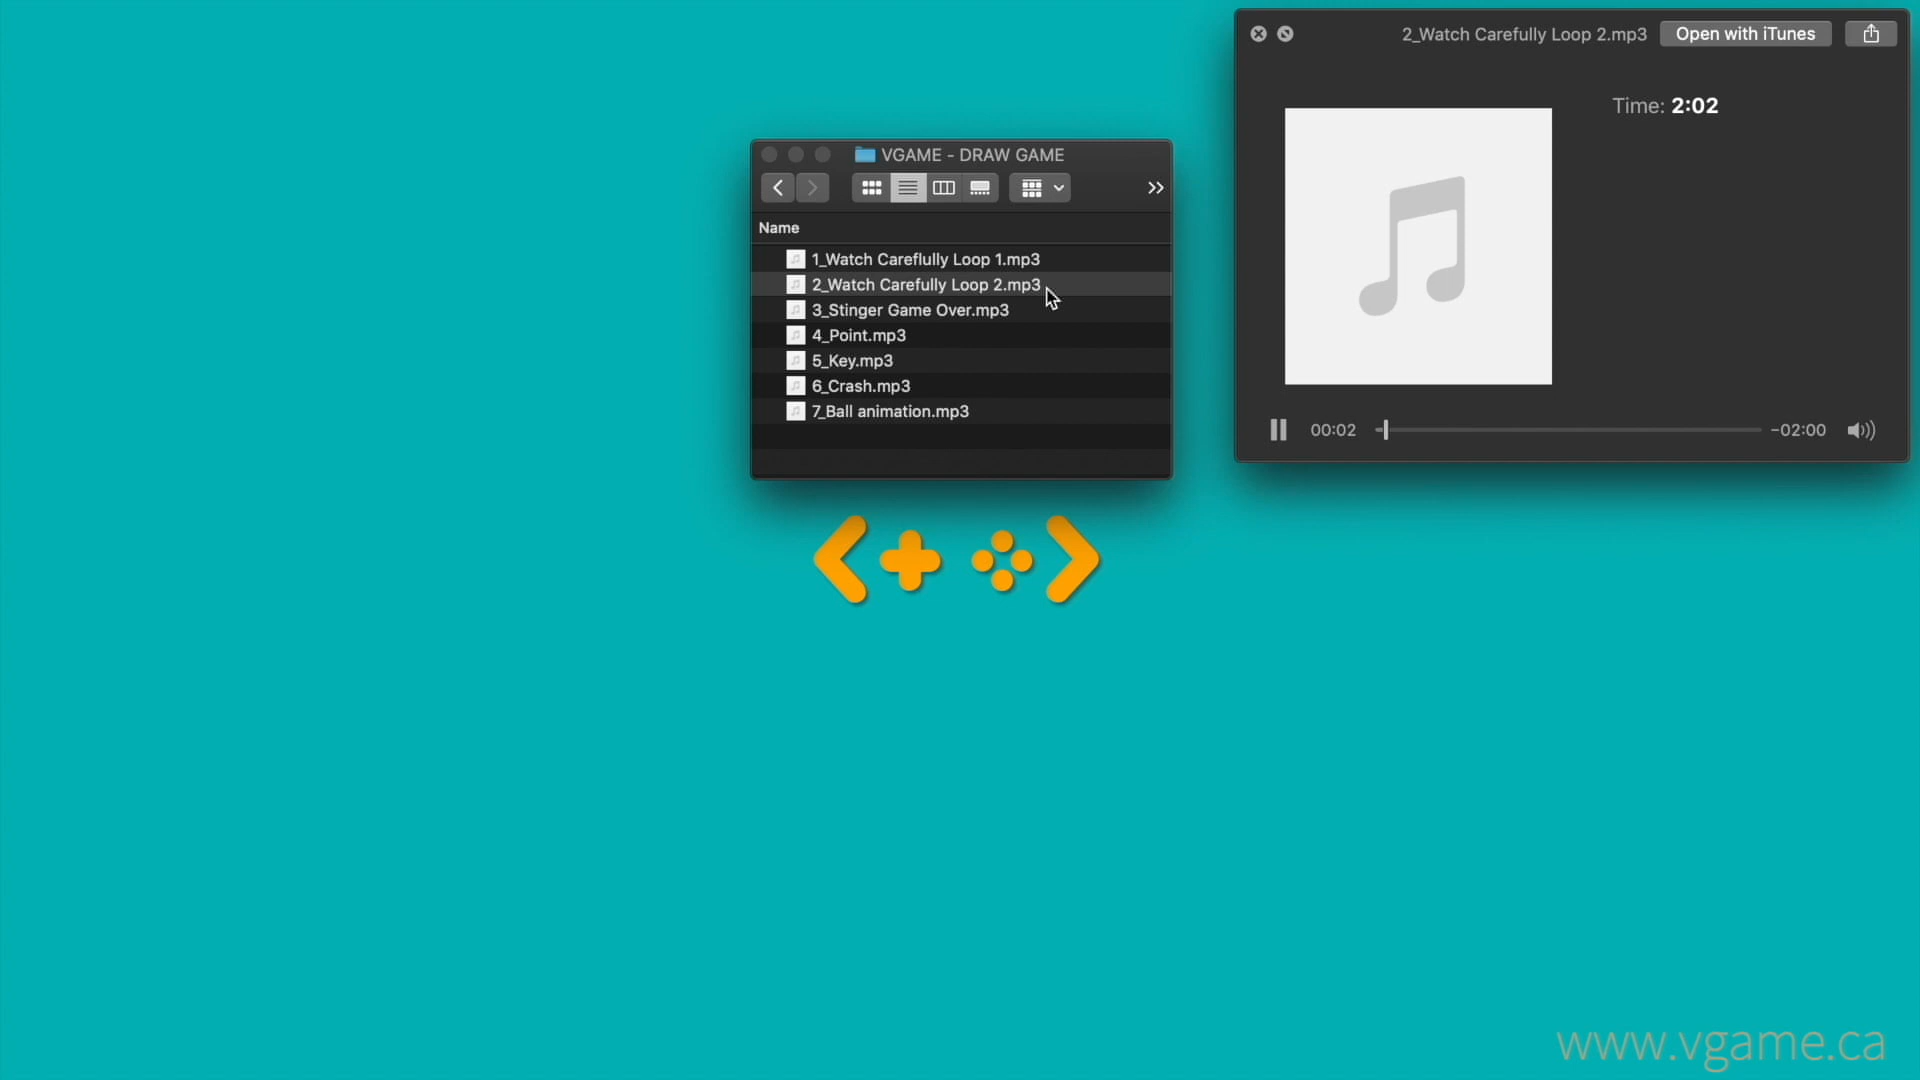 VGAME - DRAW GAME
Name
1_Watch Careflully Loop 1.mp3
2_Watch Carefully Loop 2.mp3
3_Stinger Game Over.mp3
4_Point.mp3
5_Key.mp3
6_Crash.mp3
7_Ball animation.mp3
2_Watch Carefully Loop 2.mp3
Open with iTunes
Time: 2:02
00:02
-02:00
www.vgame.ca